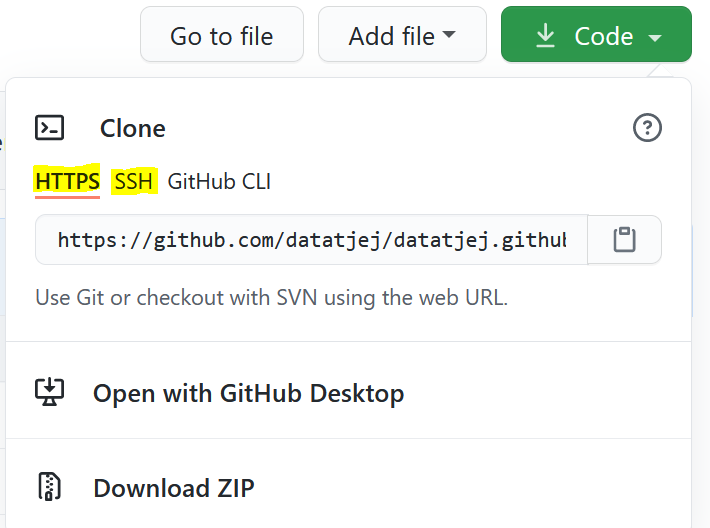 Go to file Add file Code
Clone
HTTPS SSH GitHub CLI
https://github.com/datatjej/datatjej.github
Use Git or checkout with SVN using the web URL.
Open with GitHub Desktop
Download ZIP